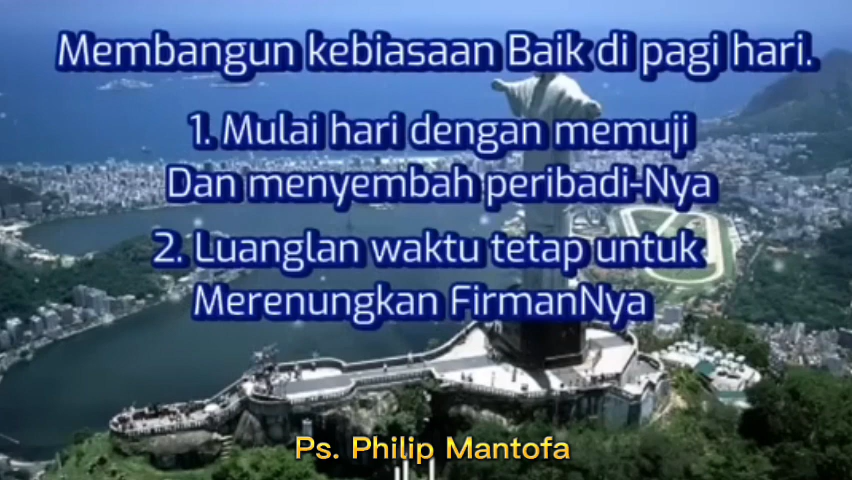 Membangun kebiasaan Baik di pagi hari.
1. Mulai hari dengan memuji
Dan menyembah peribadi-Nya
2. Luanglan waktu tetap untuk
Merenungkan FirmanNya
Ps. Philip Mantofa